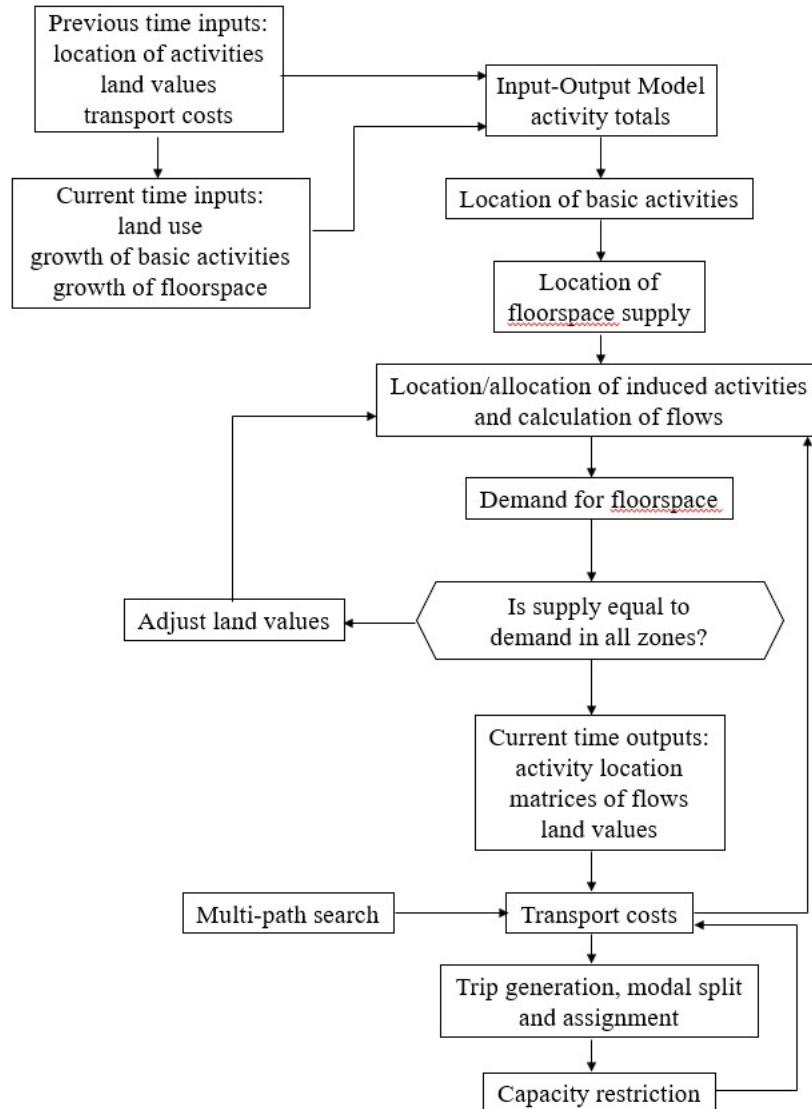 Previous time inputs:
location of activities
land values
transport costs
Input-Output Model
activity totals
Current time inputs:
land use
growth of basic activities
growth of floorspace
Location of basic activities
Location of
floorspace supply
Location/allocation of induced activities
and calculation of flows
Demand for floorspace
Is supply equal to
demand in all zones?
Adjust land values
Current time outputs:
activity location
matrices of flows
land values
Multi-path search
Transport costs
Trip generation, modal split
and assignment
Capacity restriction